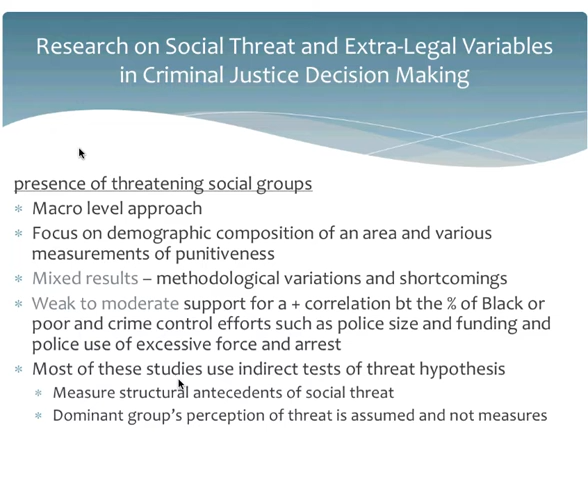 Research on Social Threat and Extra-Legal Variables
in Criminal Justice Decision Making
presence of threatening social groups
* Macro level approach
* Focus on demographic composition of an area and various
measurements of punitiveness
* Mixed results – methodological variations and shortcomings
* Weak to moderate support for a + correlation bt the % of Black or
poor and crime control efforts such as police size and funding and
police use of excessive force and arrest
* Most of these studies use indirect tests of threat hypothesis
* Measure structural antecedents of social threat
* Dominant group's perception of threat is assumed and not measures